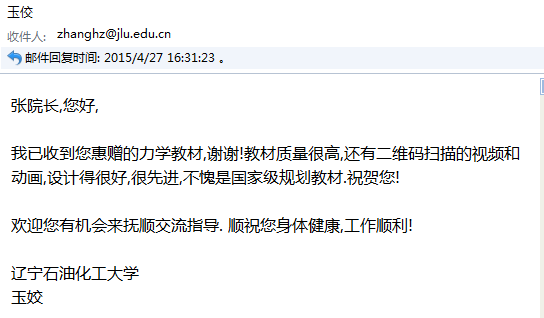 玉佼
收件人: zhanghz@jlu.edu.cn
邮件回复时间: 2015/4/27 16:31:23 。
张院长,您好,
我已收到您惠赠的力学教材,谢谢!教材质量很高,还有二维码扫描的视频和
动画,设计得很好,很先进,不愧是国家级规划教材.祝贺您!
欢迎您有机会来抚顺交流指导. 顺祝您身体健康,工作顺利!
辽宁石油化工大学
玉姣